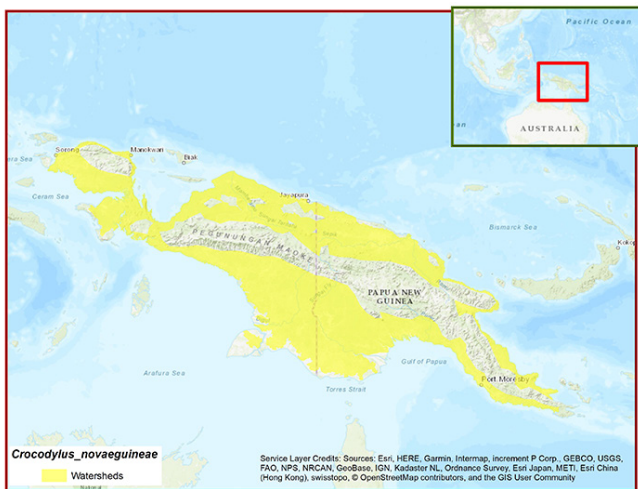 Pacific Ocean
AUSTRALIA
Sorong
Manokwari
Biak
Ceram Sea
Jayapura
Bismarck Sea
PEGUNUNGAN MAOKE
PAPUA NEW
GUINEA
Arafura Sea
Gulf of Papua
Port Moresby
Torres Strait
Crocodylus_novaeguineae
Watersheds
Service Layer Credits: Sources: Esri, HERE, Garmin, Intermap, increment P Corp., GEBCO, USGS,
FAO, NPS, NRCAN, GeoBase, IGN, Kadaster NL, Ordnance Survey, Esri Japan, METI, Esri China
(Hong Kong), swisstopo, © OpenStreetMap contributors, and the GIS User Community